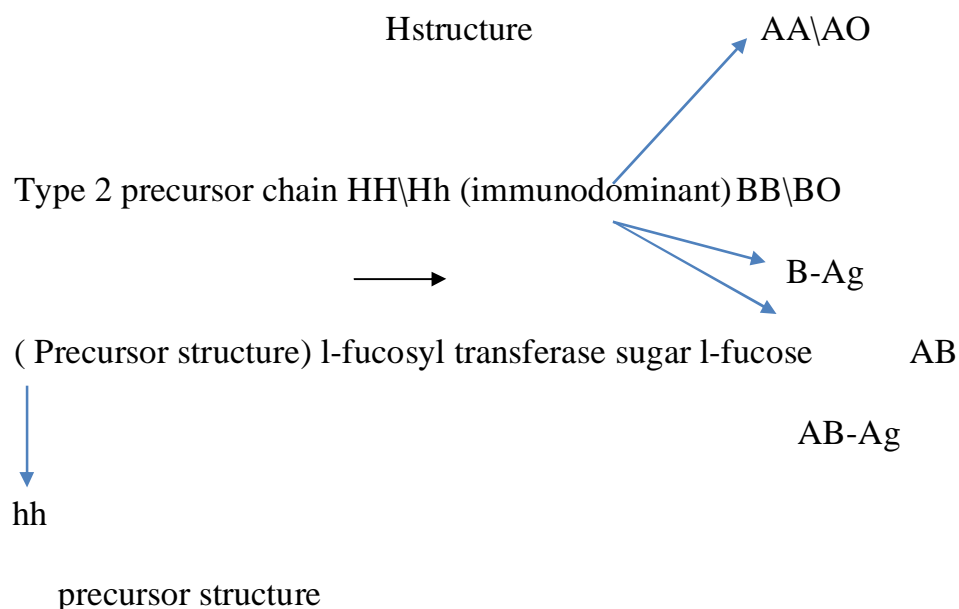 Hstructure AA\AO
Type 2 precursor chain HH\Hh (immunodominant) BB\BO
B-Ag
( Precursor structure) l-fucosyl transferase sugar l-fucose AB
AB-Ag
hh
precursor structure